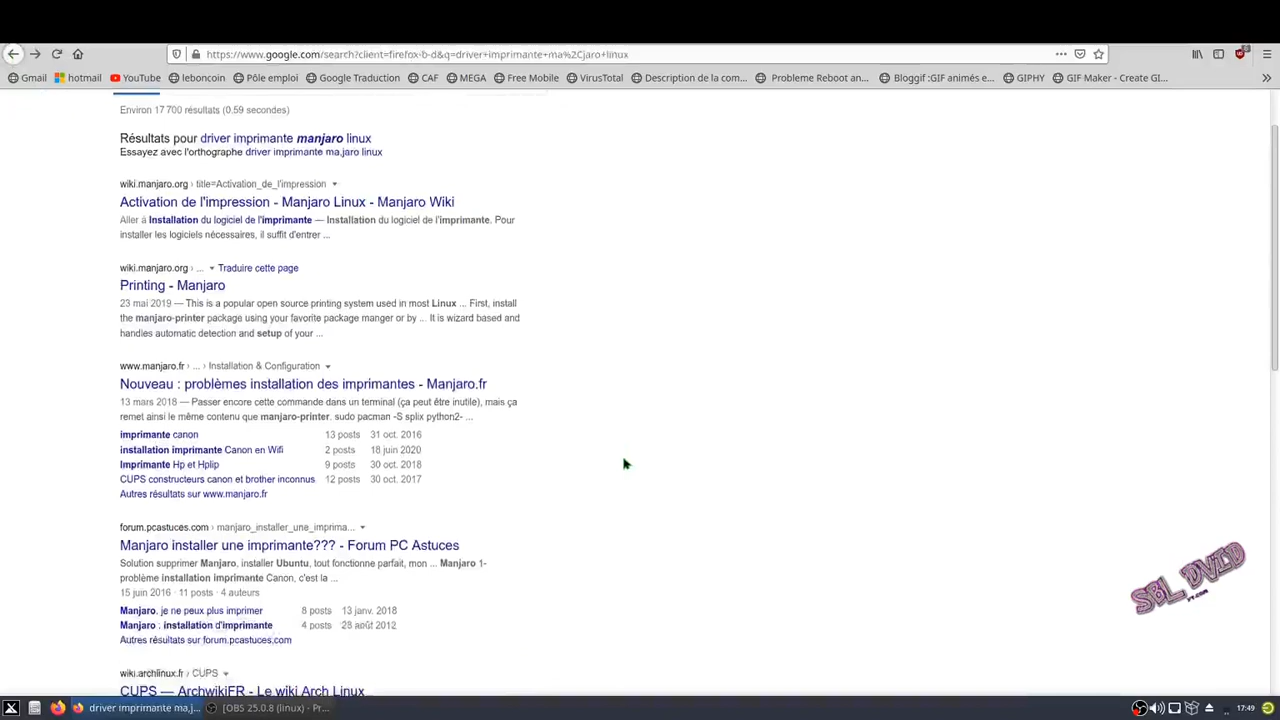 https://www.google.com/search?client=firefox-b-d&q=driver+imprimante+ma%2Cjaro+linux
Gmail hotmail YouTube leboncoin Pôle emploi Google Traduction CAF MEGA Free Mobile VirusTotal Description de la com... Probleme Reboot an... Bloggif :GIF animés e... GIPHY GIF Maker - Create GI...
Environ 17 700 résultats (0,59 secondes)
Résultats pour driver imprimante manjaro linux
Essayez avec l'orthographe driver imprimante ma,jaro linux
wiki.manjaro.org › title=Activation_de_l'impression
Activation de l'impression - Manjaro Linux - Manjaro Wiki
Aller à Installation du logiciel de l'imprimante — Installation du logiciel de l'imprimante. Pour
installer les logiciels nécessaires, il suffit d'entrer ...
wiki.manjaro.org › ... Traduire cette page
Printing - Manjaro
23 mai 2019 — This is a popular open source printing system used in most Linux ... First, install
the manjaro-printer package using your favorite package manger or by ... It is wizard based and
handles automatic detection and setup of your ...
www.manjaro.fr › ... › Installation & Configuration
Nouveau : problèmes installation des imprimantes - Manjaro.fr
13 mars 2018 — Passer encore cette commande dans un terminal (ça peut être inutile), mais ça
remet ainsi le même contenu que manjaro-printer. sudo pacman -S splix python2- ...
imprimante canon 13 posts 31 oct. 2016
installation imprimante Canon en Wifi 2 posts 18 juin 2020
Imprimante Hp et Hplip 9 posts 30 oct. 2018
CUPS constructeurs canon et brother inconnus 12 posts 30 oct. 2017
Autres résultats sur www.manjaro.fr
forum.pcastuces.com › manjaro_installer_une_imprima...
Manjaro installer une imprimante??? - Forum PC Astuces
Solution supprimer Manjaro, installer Ubuntu, tout fonctionne parfait, mon ... Manjaro 1-
problème installation imprimante Canon, c'est la ...
15 juin 2016 · 11 posts · 4 auteurs
Manjaro, je ne peux plus imprimer 8 posts 13 janv. 2018
Manjaro : installation d'imprimante 4 posts 28 août 2012
Autres résultats sur forum.pcastuces.com
wiki.archlinux.fr › CUPS
CUPS — ArchwikiFR - Le wiki Arch Linux
SBL DVID
YT.COM
driver imprimante ma,j... [OBS 25.0.8 (linux) - Pr... 17:49